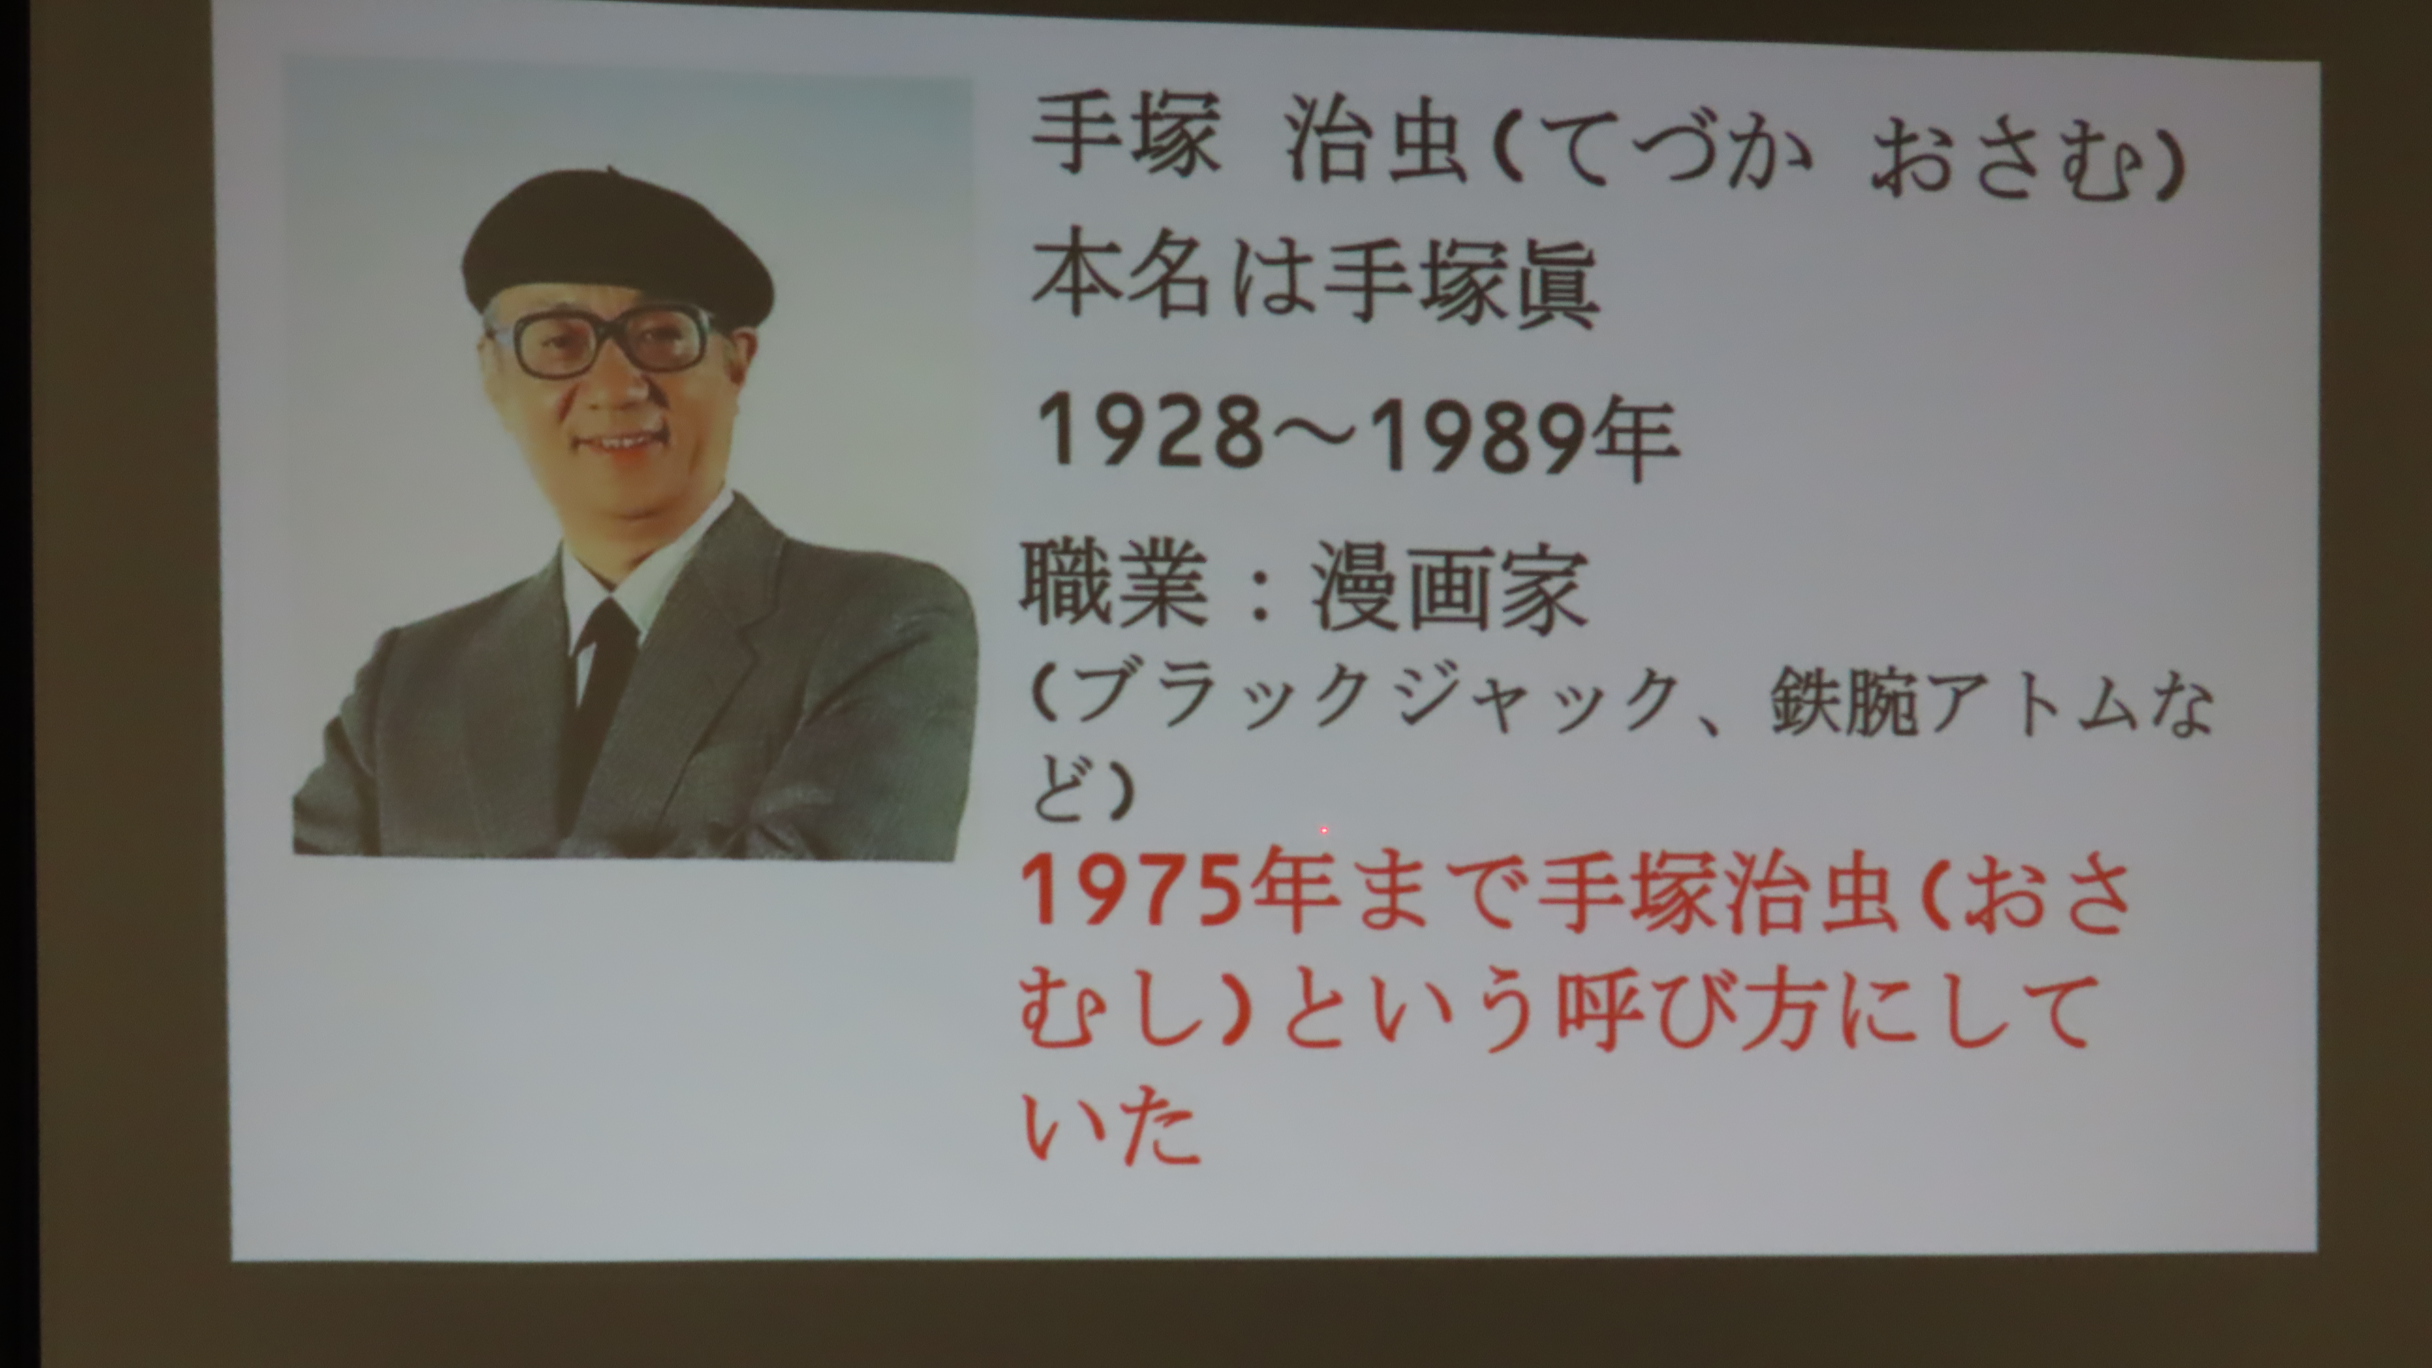 手塚 治虫(てづか おさむ)
本名は手塚眞
1928～1989年
職業：漫画家
(ブラックジャック、鉄腕アトムな
ど)
1975年まで手塚治虫(おさ
むし)という呼び方にして
いた